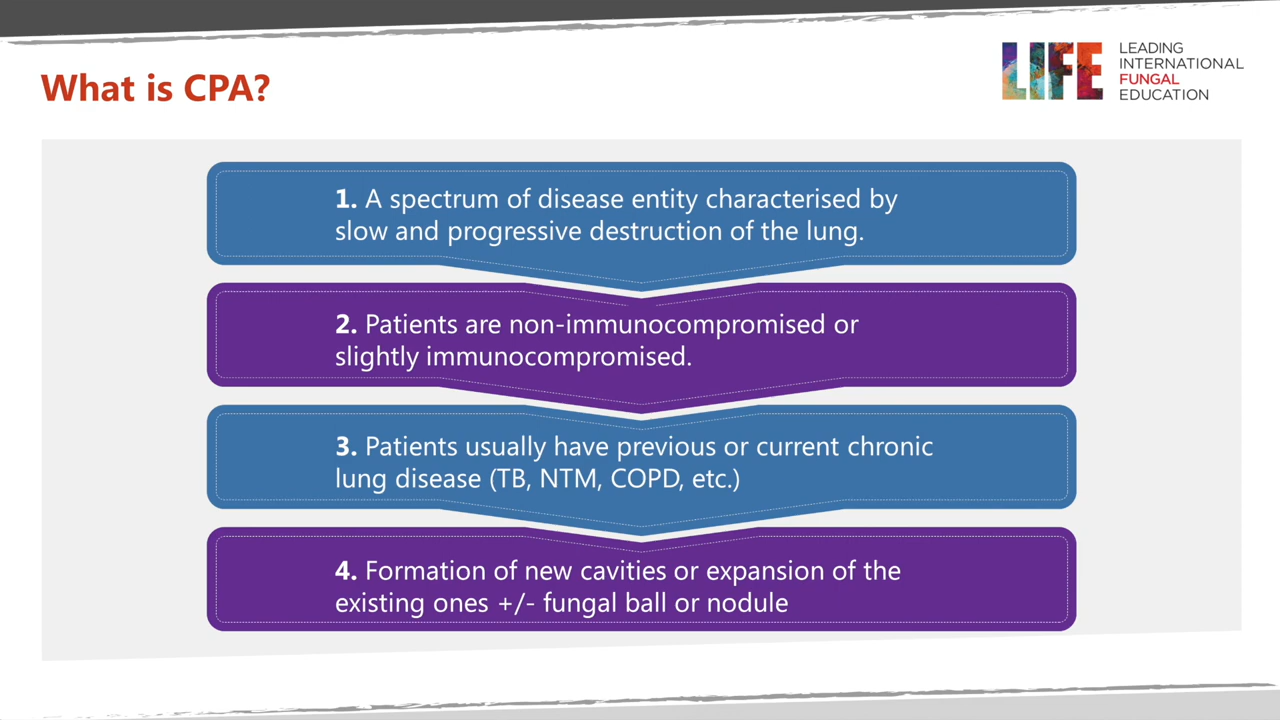 What is CPA?
LIFE
LEADING
INTERNATIONAL
FUNGAL
EDUCATION
1. A spectrum of disease entity characterised by
slow and progressive destruction of the lung.
2. Patients are non-immunocompromised or
slightly immunocompromised.
3. Patients usually have previous or current chronic
lung disease (TB, NTM, COPD, etc.)
4. Formation of new cavities or expansion of the
existing ones +/- fungal ball or nodule